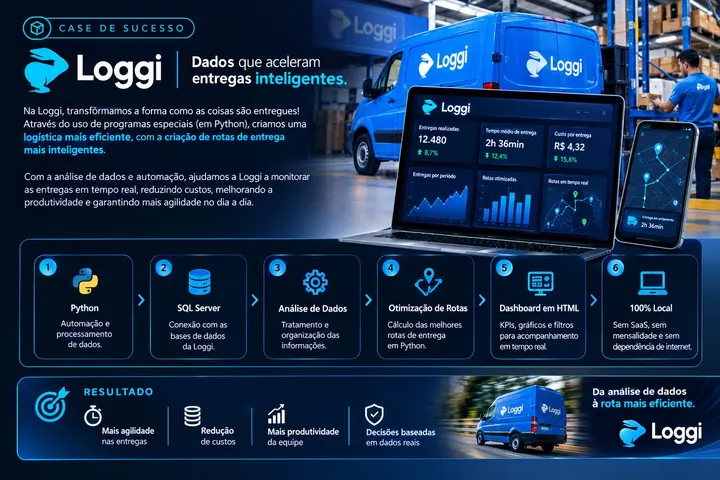 CASE DE SUCESSO
Loggi
Dados que aceleram
entregas inteligentes.
Na Loggi, transformamos a forma como as coisas são entregues!
Através do uso de programas especiais (em Python), criamos uma
logística mais eficiente, com a criação de rotas de entrega
mais inteligentes.
Com a análise de dados e automação, ajudamos a Loggi a monitorar
as entregas em tempo real, reduzindo custos, melhorando a
produtividade e garantindo mais agilidade no dia a dia.
Loggi
Loggi
Loggi
Entregas realizadas
12.480
8,7%
Tempo médio de entrega
2h 36min
12,4%
Custo por entrega
R$ 4,32
15,8%
Entregas por período
Rotas otimizadas
Rotas em tempo real
Entrega em andamento
2h 36min
1
Python
Automação e
processamento
de dados.
2
SQL Server
Conexão com as
bases de dados
da Loggi.
3
Análise de Dados
Tratamento e
organização das
informações.
4
Otimização de Rotas
Cálculo das melhores
rotas de entrega
em Python.
5
Dashboard em HTML
KPIs, gráficos e filtros
para acompanhamento
em tempo real.
6
100% Local
Sem SaaS, sem
mensalidade e sem
dependência de internet.
RESULTADO
Mais agilidade
nas entregas
Redução
de custos
Mais produtividade
da equipe
Decisões baseadas
em dados reais
Loggi
Da análise de dados
à rota mais eficiente.
Loggi